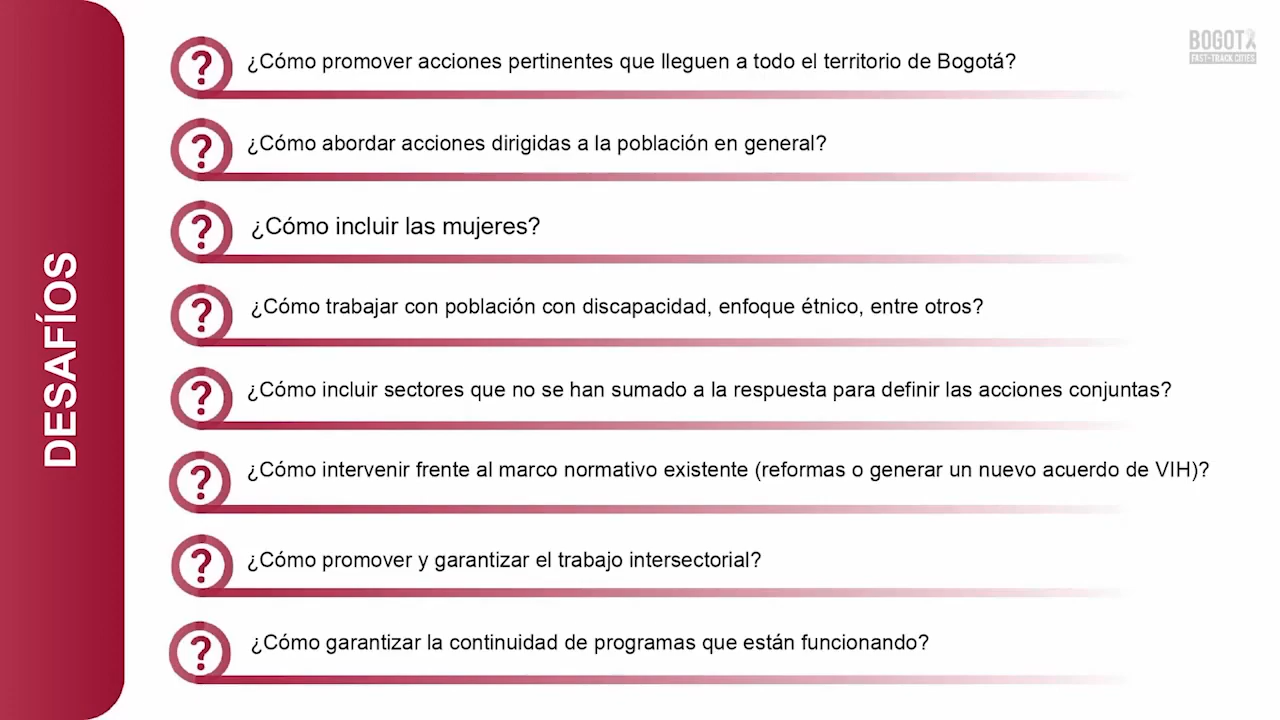 DESAFÍOS
BOGOTA
FAST-TRACK CITIES
¿Cómo promover acciones pertinentes que lleguen a todo el territorio de Bogotá?
¿Cómo abordar acciones dirigidas a la población en general?
¿Cómo incluir las mujeres?
¿Cómo trabajar con población con discapacidad, enfoque étnico, entre otros?
¿Cómo incluir sectores que no se han sumado a la respuesta para definir las acciones conjuntas?
¿Cómo intervenir frente al marco normativo existente (reformas o generar un nuevo acuerdo de VIH)?
¿Cómo promover y garantizar el trabajo intersectorial?
¿Cómo garantizar la continuidad de programas que están funcionando?